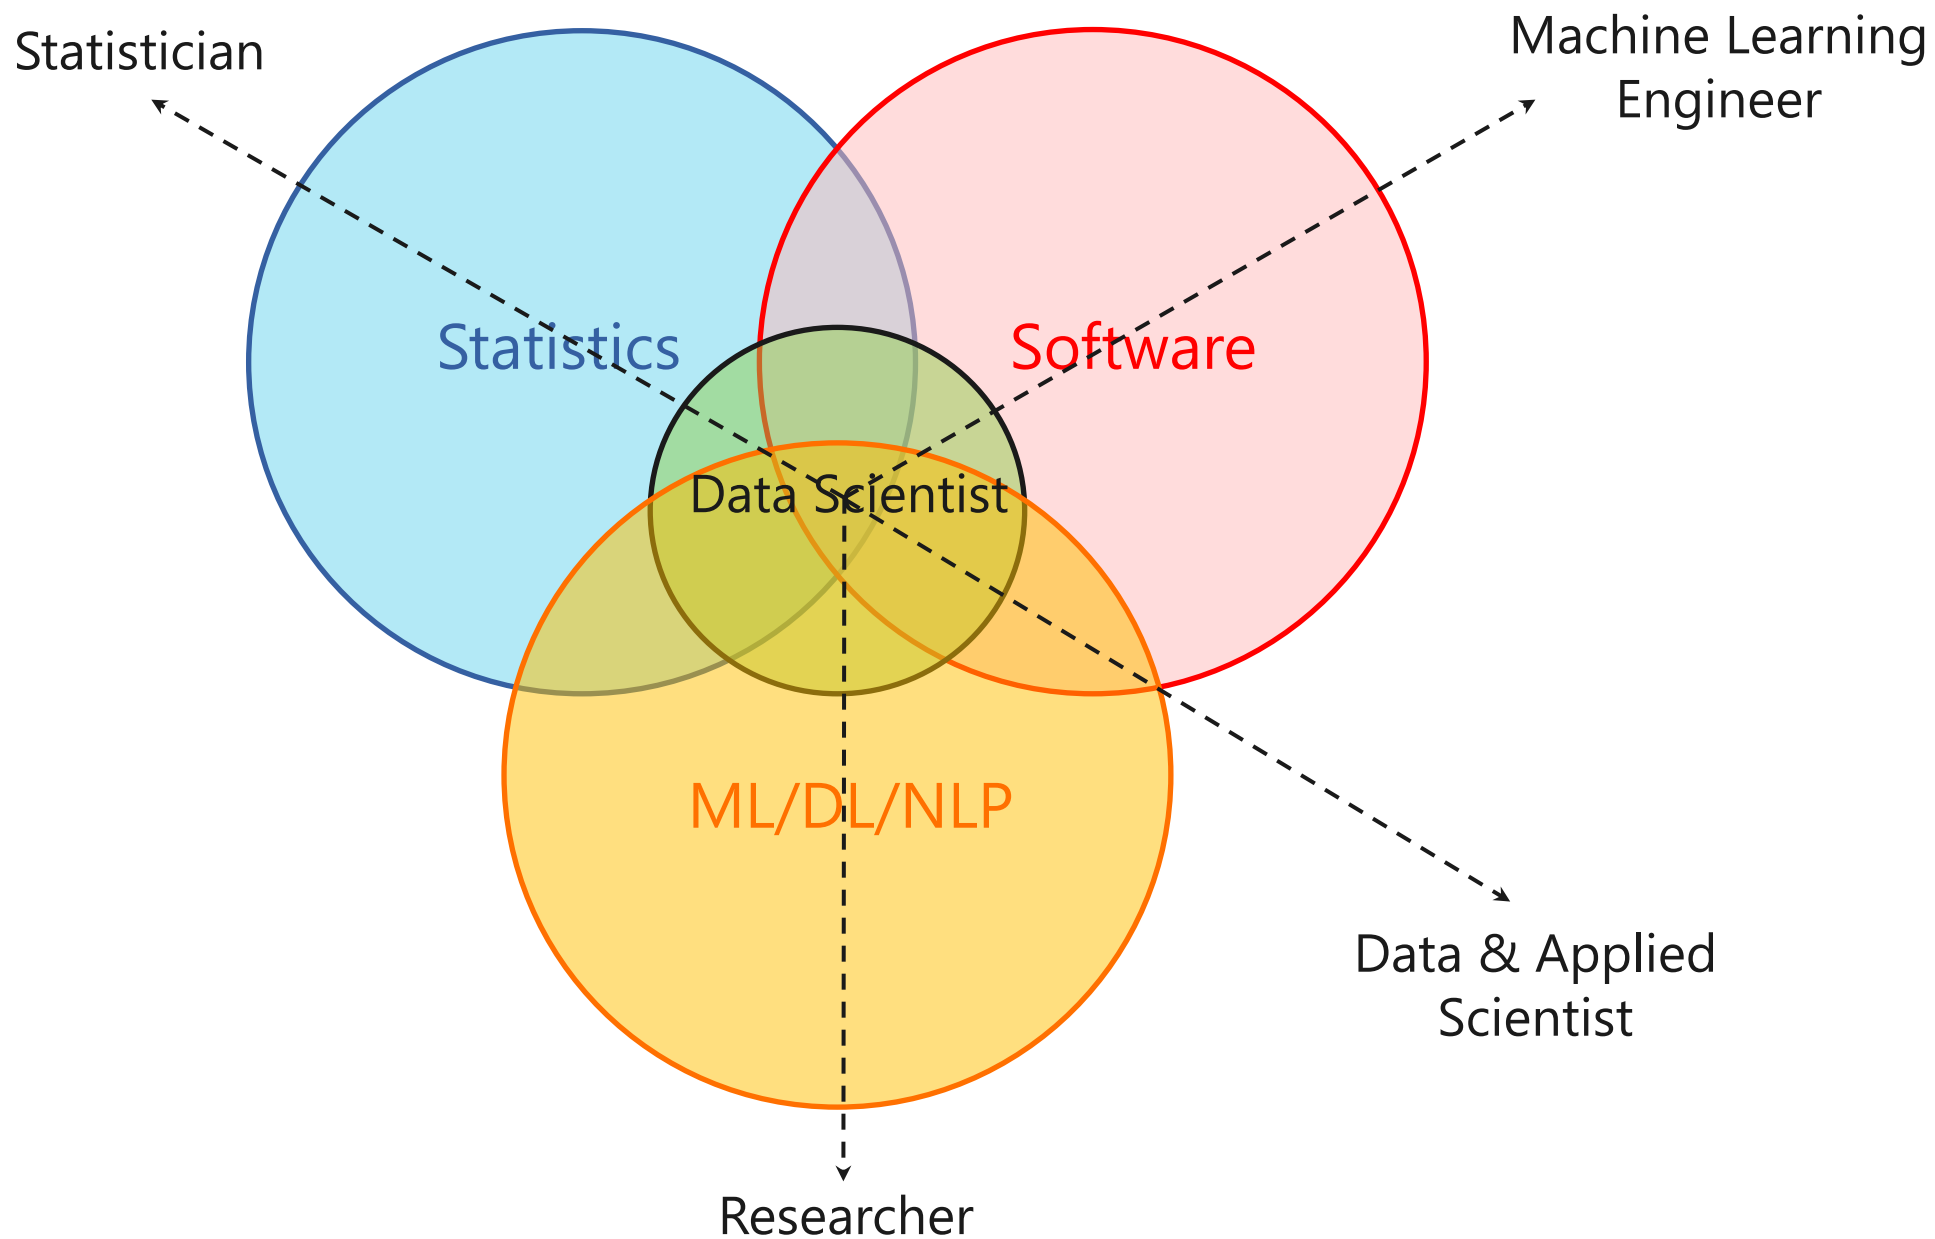 Statistician
Machine Learning
Engineer
Statistics
Software
Data Scientist
ML/DL/NLP
Data & Applied
Scientist
Researcher